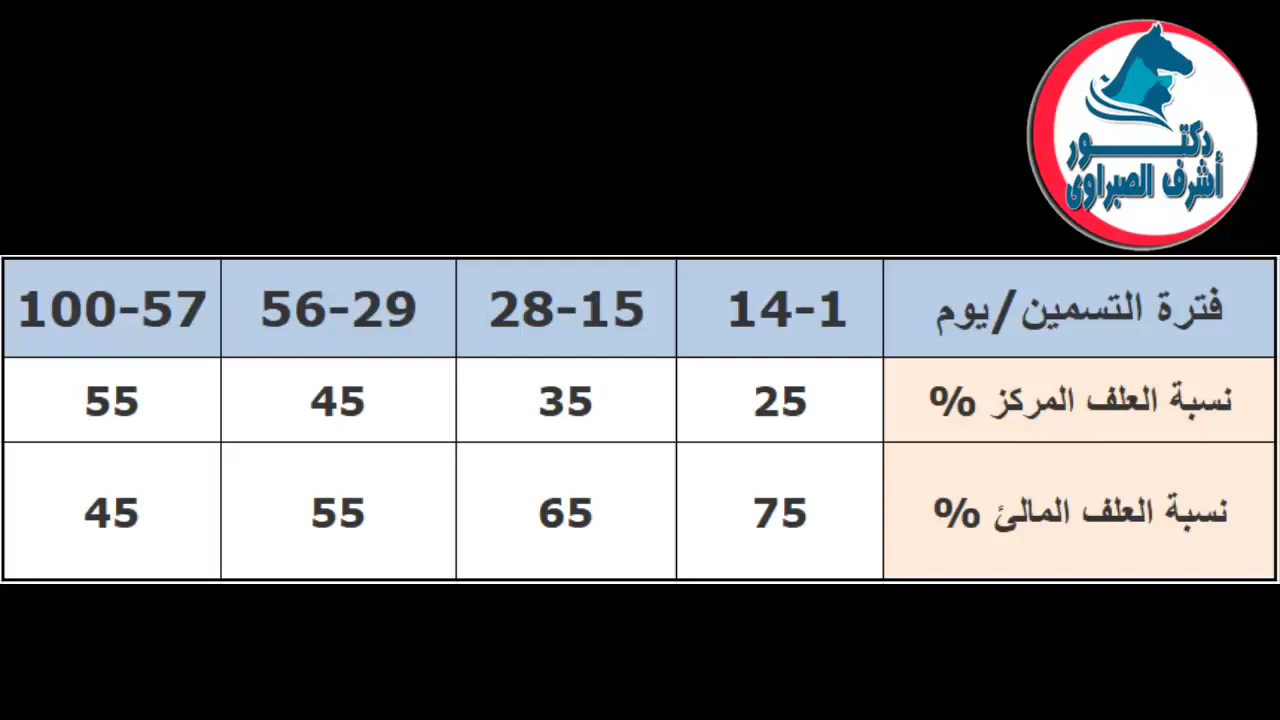 دكتور
أشرف الصبراوى
فترة التسمين/يوم 14-1 28-15 56-29 100-57
نسبة العلف المركز % 25 35 45 55
نسبة العلف المالئ % 75 65 55 45